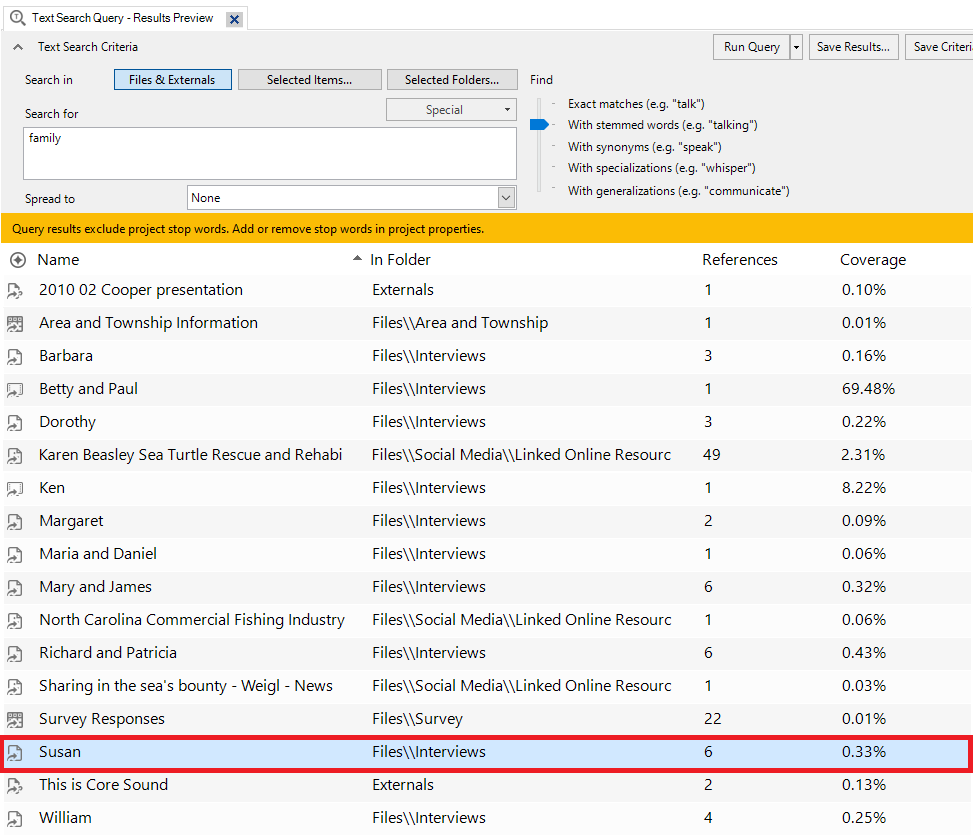 Text Search Query - Results Preview
Text Search Criteria
Run Query
Save Results...
Save Criteri
Search in
Files & Externals
Selected Items...
Selected Folders...
Find
Search for
Special
family
Exact matches (e.g. "talk")
With stemmed words (e.g. "talking")
With synonyms (e.g. "speak")
With specializations (e.g. "whisper")
With generalizations (e.g. "communicate")
Spread to
None
Query results exclude project stop words. Add or remove stop words in project properties.
Name In Folder References Coverage
2010 02 Cooper presentation Externals 1 0.10%
Area and Township Information Files\\Area and Township 1 0.01%
Barbara Files\\Interviews 3 0.16%
Betty and Paul Files\\Interviews 1 69.48%
Dorothy Files\\Interviews 3 0.22%
Karen Beasley Sea Turtle Rescue and Rehabi Files\\Social Media\\Linked Online Resourc 49 2.31%
Ken Files\\Interviews 1 8.22%
Margaret Files\\Interviews 2 0.09%
Maria and Daniel Files\\Interviews 1 0.06%
Mary and James Files\\Interviews 6 0.32%
North Carolina Commercial Fishing Industry Files\\Social Media\\Linked Online Resourc 1 0.06%
Richard and Patricia Files\\Interviews 6 0.43%
Sharing in the sea's bounty - Weigl - News Files\\Social Media\\Linked Online Resourc 1 0.03%
Survey Responses Files\\Survey 22 0.01%
Susan Files\\Interviews 6 0.33%
This is Core Sound Externals 2 0.13%
William Files\\Interviews 4 0.25%